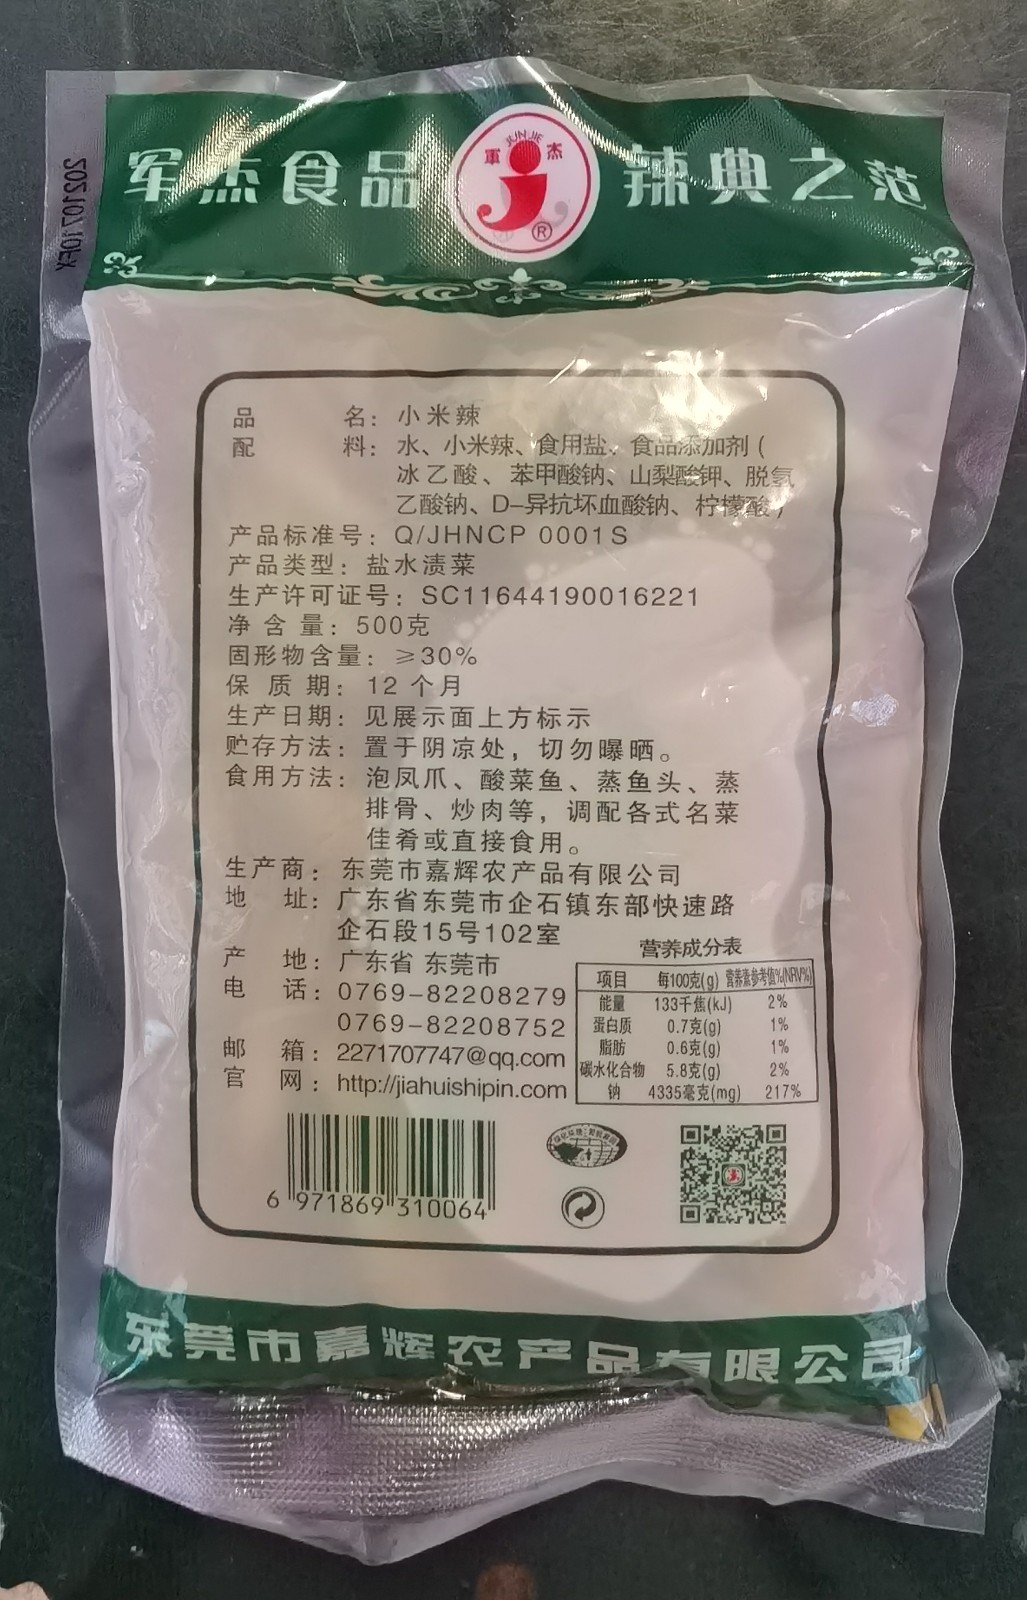 军杰食品
JUN JIE
軍 杰
®
辣典之范
20210710FX
品 名：小米辣
配 料：水、小米辣、食用盐、食品添加剂（
冰乙酸、苯甲酸钠、山梨酸钾、脱氢
乙酸钠、D-异抗坏血酸钠、柠檬酸）
产品标准号：Q/JHNCP 0001S
产品类型：盐水渍菜
生产许可证号：SC11644190016221
净含量：500克
固形物含量：≥30%
保质期：12个月
生产日期：见展示面上方标示
贮存方法：置于阴凉处，切勿曝晒。
食用方法：泡凤爪、酸菜鱼、蒸鱼头、蒸
排骨、炒肉等，调配各式名菜
佳肴或直接食用。
生产商：东莞市嘉辉农产品有限公司
地 址：广东省东莞市企石镇东部快速路
企石段15号102室
产 地：广东省 东莞市
电 话：0769-82208279
0769-82208752
邮 箱：2271707747@qq.com
官 网：http://jiahuishipin.com
营养成分表
项目 每100克(g) 营养素参考值%(NRV%)
能量 133千焦(kJ) 2%
蛋白质 0.7克(g) 1%
脂肪 0.6克(g) 1%
碳水化合物 5.8克(g) 2%
钠 4335毫克(mg) 217%
6 971869 310064
东莞市嘉辉农产品有限公司